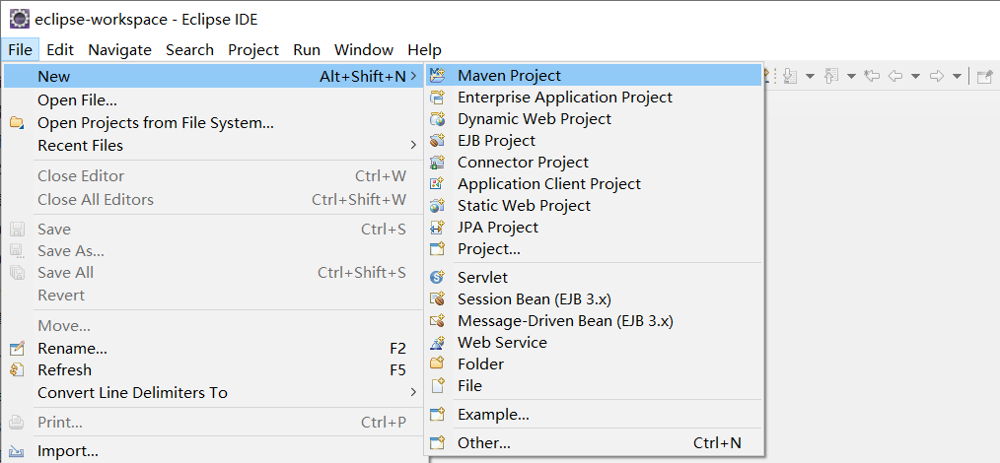 eclipse-workspace - Eclipse IDE
File Edit Navigate Search Project Run Window Help
New Alt+Shift+N
Open File...
Open Projects from File System...
Recent Files
Close Editor Ctrl+W
Close All Editors Ctrl+Shift+W
Save Ctrl+S
Save As...
Save All Ctrl+Shift+S
Revert
Move...
Rename... F2
Refresh F5
Convert Line Delimiters To
Print... Ctrl+P
Import...
Maven Project
Enterprise Application Project
Dynamic Web Project
EJB Project
Connector Project
Application Client Project
Static Web Project
JPA Project
Project...
Servlet
Session Bean (EJB 3.x)
Message-Driven Bean (EJB 3.x)
Web Service
Folder
File
Example...
Other... Ctrl+N